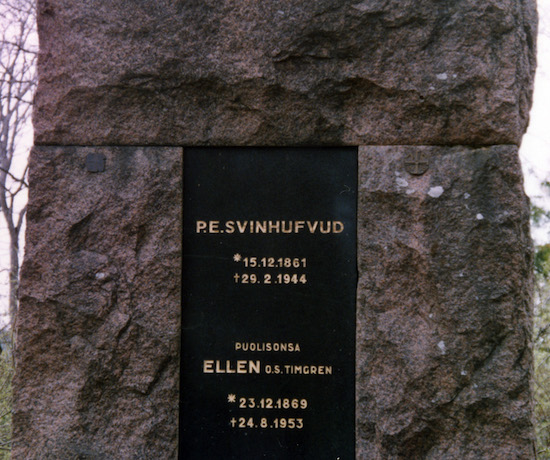 P.E.SVINHUFVUD
*15.12.1861
†29.2.1944
PUOLISONSA
ELLEN O.S.TIMGREN
*23.12.1869
†24.8.1953